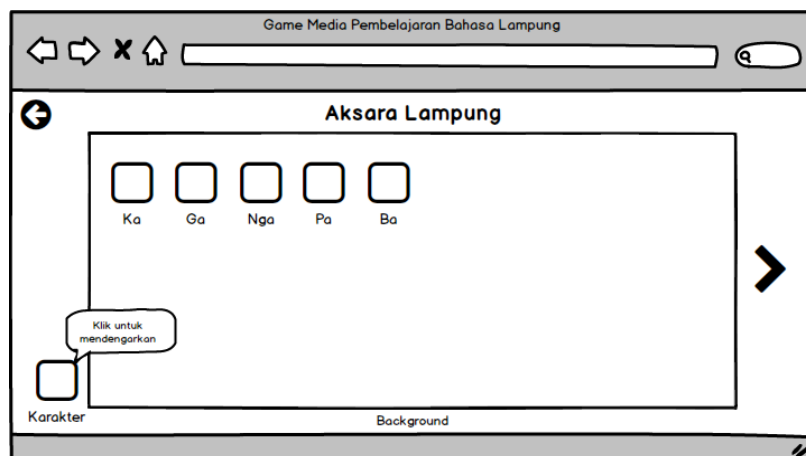 Game Media Pembelajaran Bahasa Lampung
Aksara Lampung
Ka
Ga
Nga
Pa
Ba
Klik untuk
mendengarkan
Karakter
Background